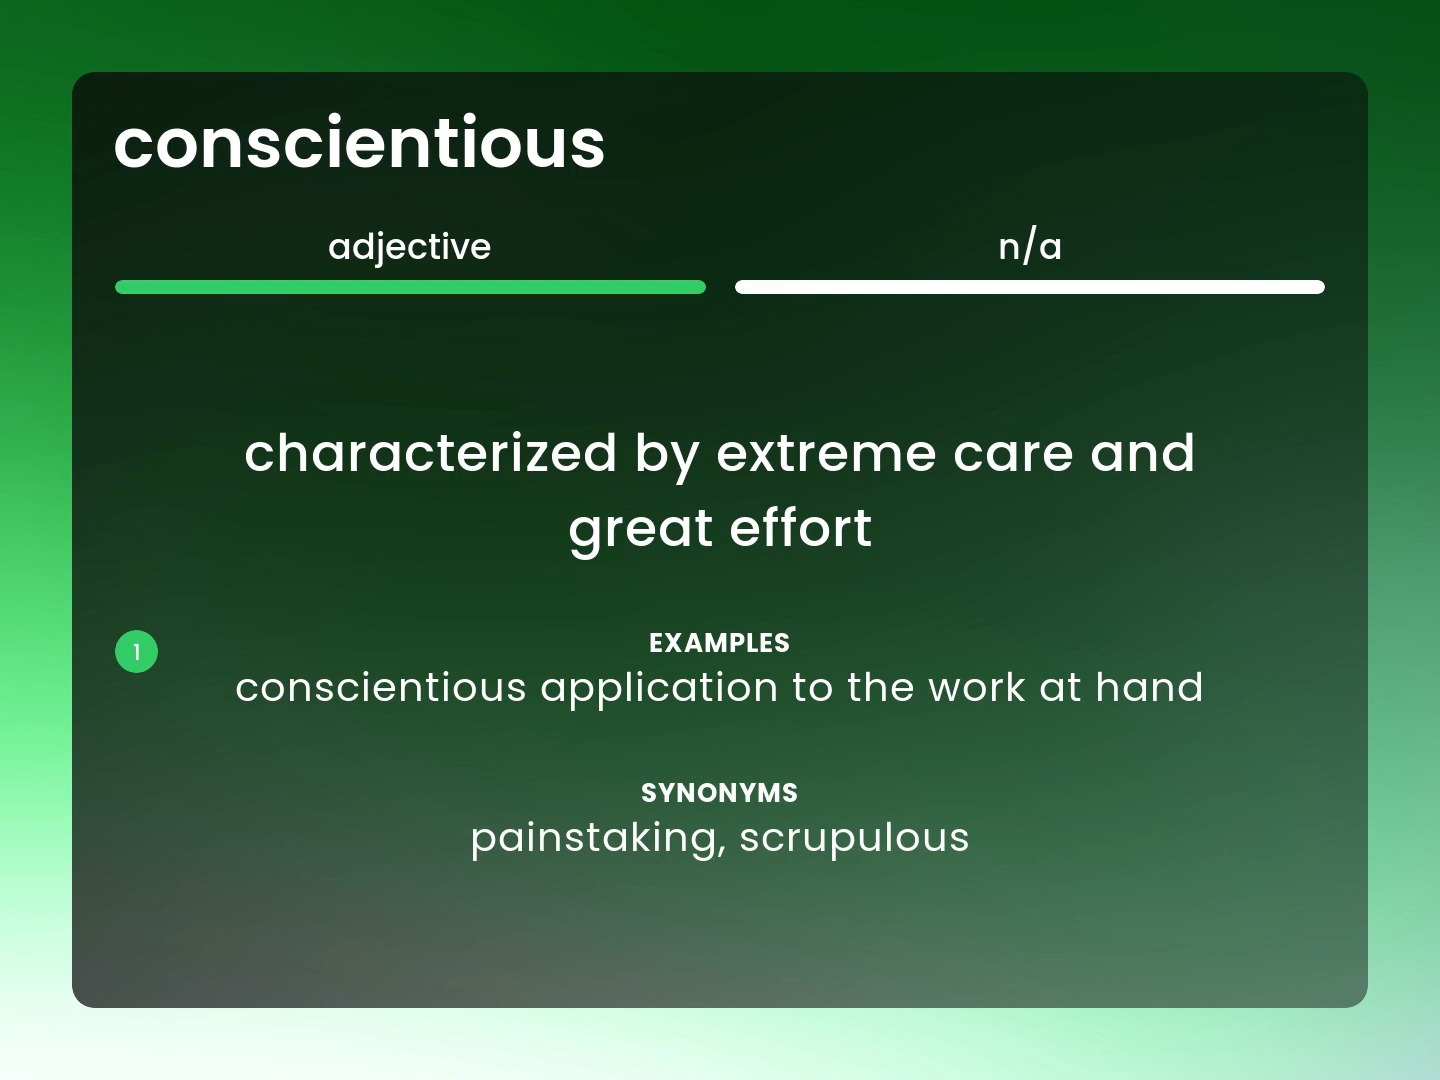 conscientious
adjective
n/a
characterized by extreme care and
great effort
1
EXAMPLES
conscientious application to the work at hand
SYNONYMS
painstaking, scrupulous